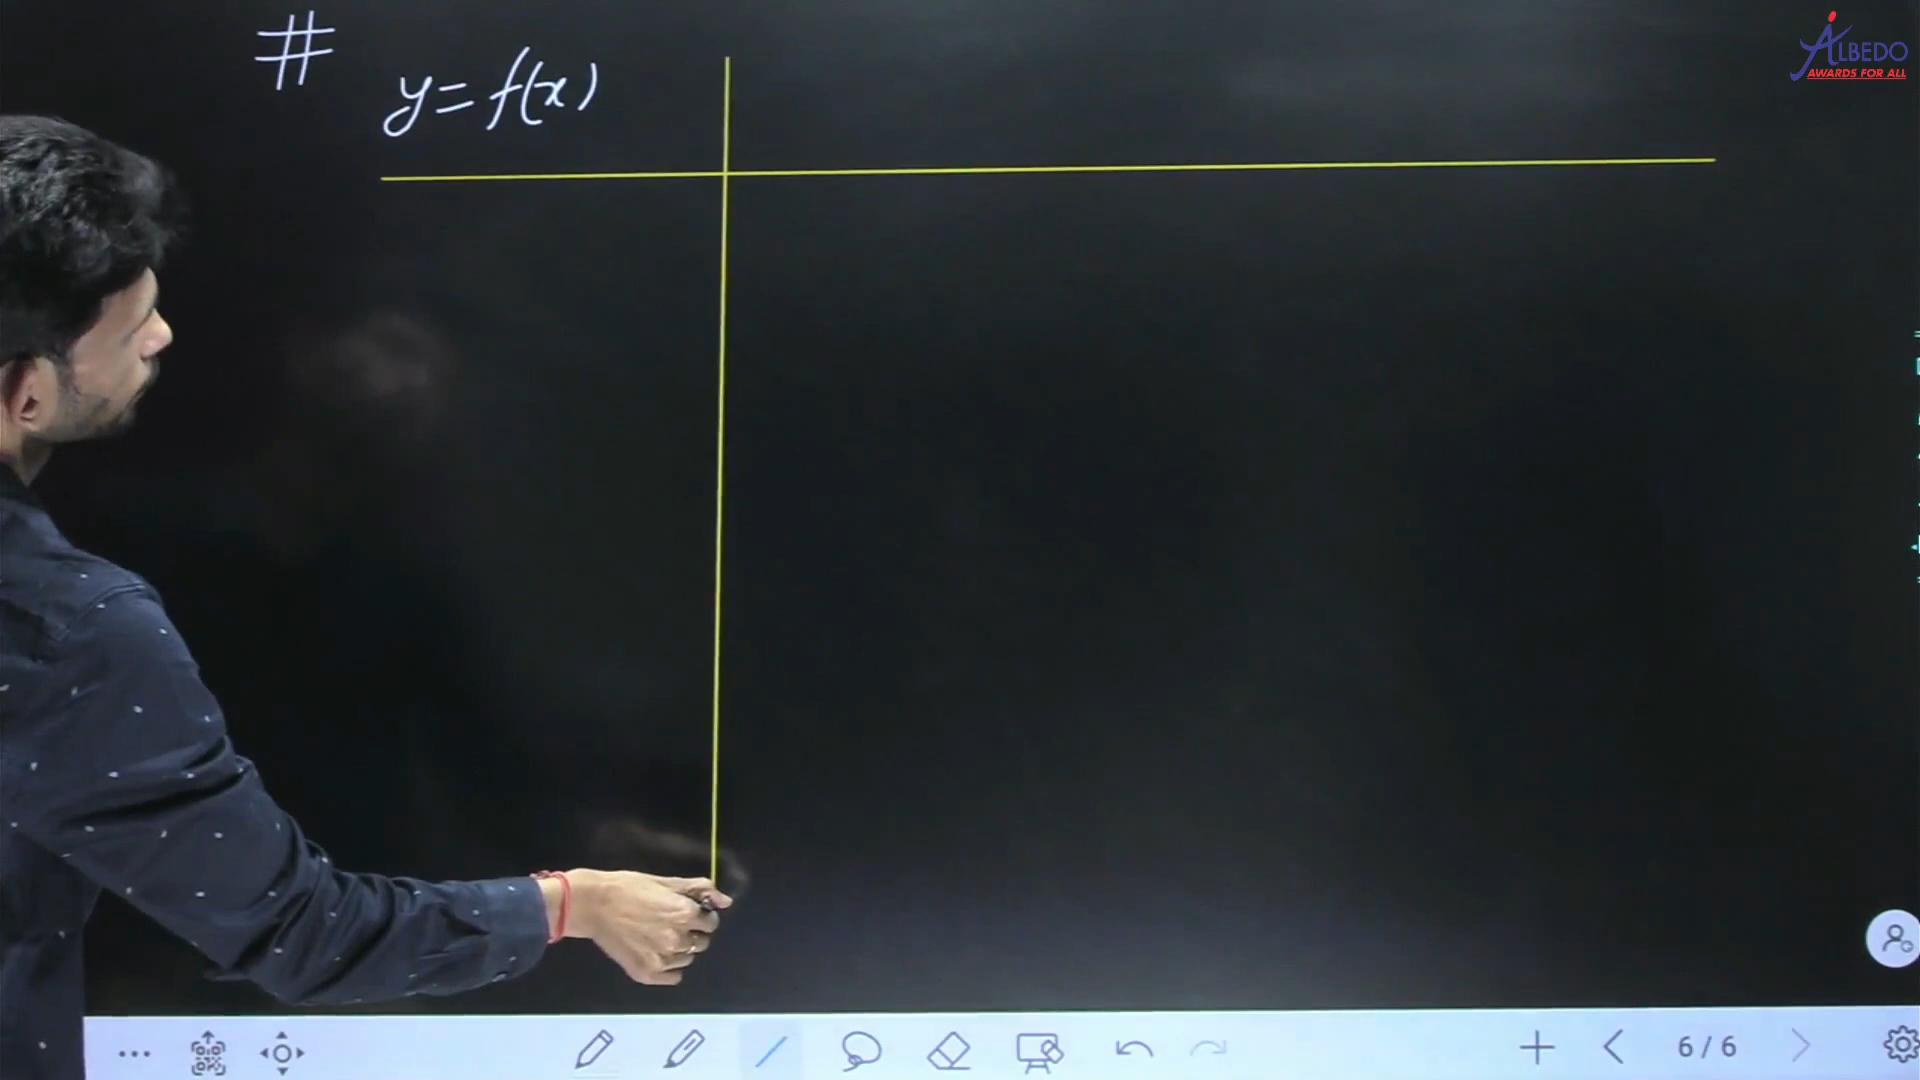 #
y = f(x)
ALBEDO
AWARDS FOR ALL
6 / 6